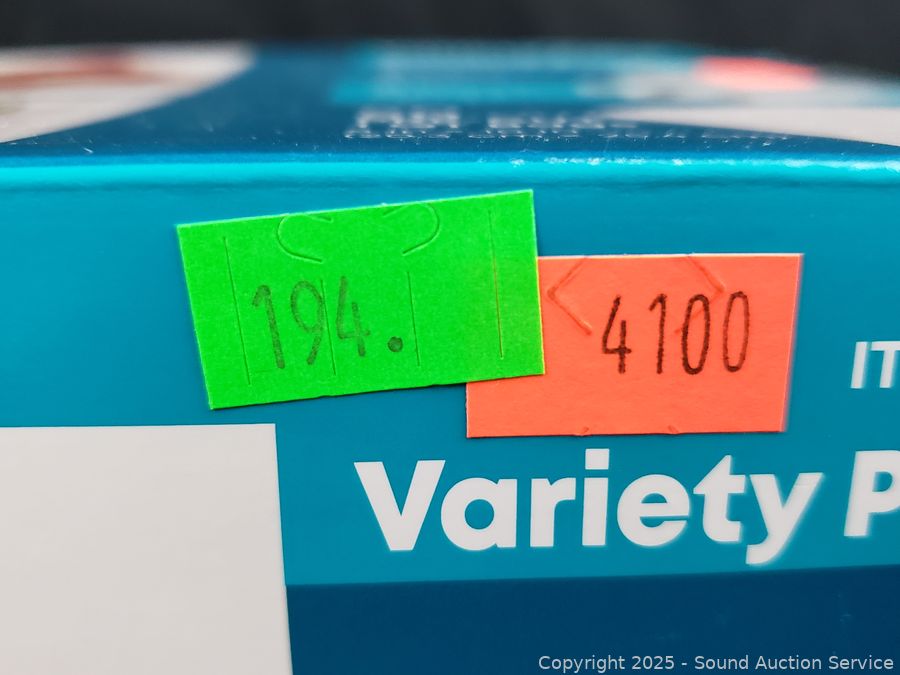 194.
4100
IT
Variety P
Copyright 2025 - Sound Auction Service